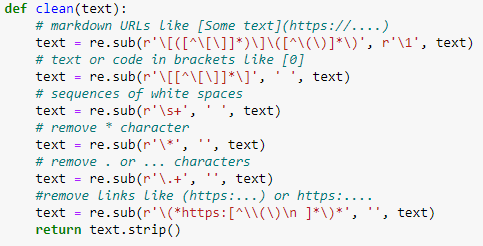 def clean(text):
    # markdown URLs like [Some text](https://....)
    text = re.sub(r'\[([^\[\]]*)\]\([^\(\)]*\)', r'\1', text)
    # text or code in brackets like [0]
    text = re.sub(r'\[[^\[\]]*\]', ' ', text)
    # sequences of white spaces
    text = re.sub(r'\s+', ' ', text)
    # remove * character
    text = re.sub(r'\*', '', text)
    # remove . or ... characters
    text = re.sub(r'\.+', '', text)
    #remove links like (https:...) or https:....
    text = re.sub(r'\(*https:[^\\(\)\n ]*\)*', '', text)
    return text.strip()